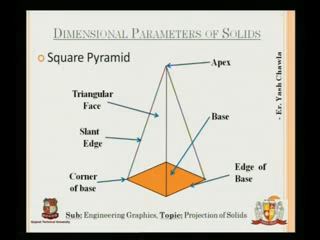 DIMENSIONAL PARAMETERS OF SOLIDS
Square Pyramid
Apex
Triangular
Face
Base
Slant
Edge
Corner
of base
Edge of
Base
- Er. Yash Chawla
Sub: Engineering Graphics, Topic: Projection of Solids
Gujarat Technological University